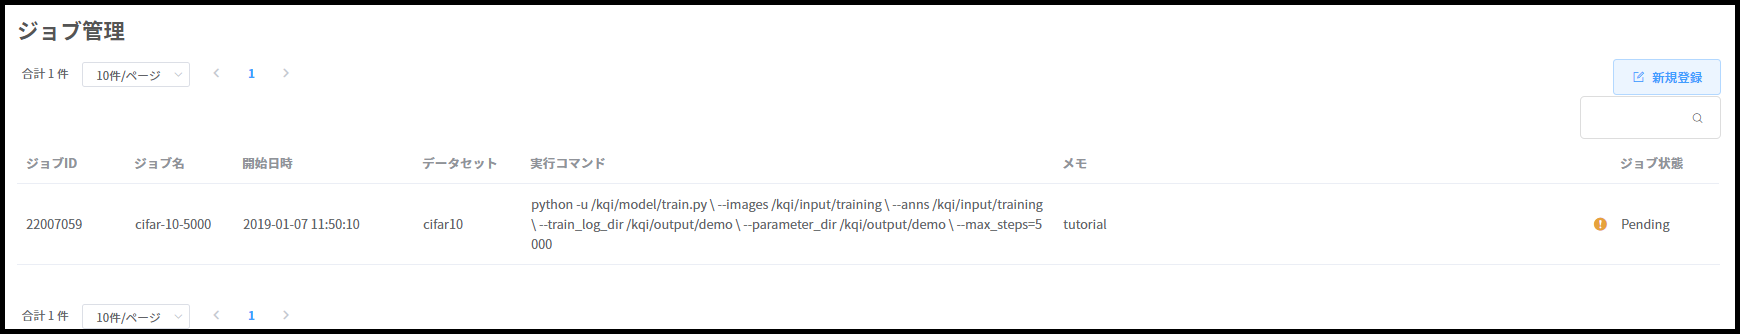 ジョブ管理
合計 1 件 10件/ページ 1
新規登録
ジョブID ジョブ名 開始日時 データセット 実行コマンド メモ ジョブ状態
22007059 cifar-10-5000 2019-01-07 11:50:10 cifar10 python -u /kqi/model/train.py \ --images /kqi/input/training \ --anns /kqi/input/training
\ --train_log_dir /kqi/output/demo \ --parameter_dir /kqi/output/demo \ --max_steps=5
000
tutorial
Pending
合計 1 件 10件/ページ 1